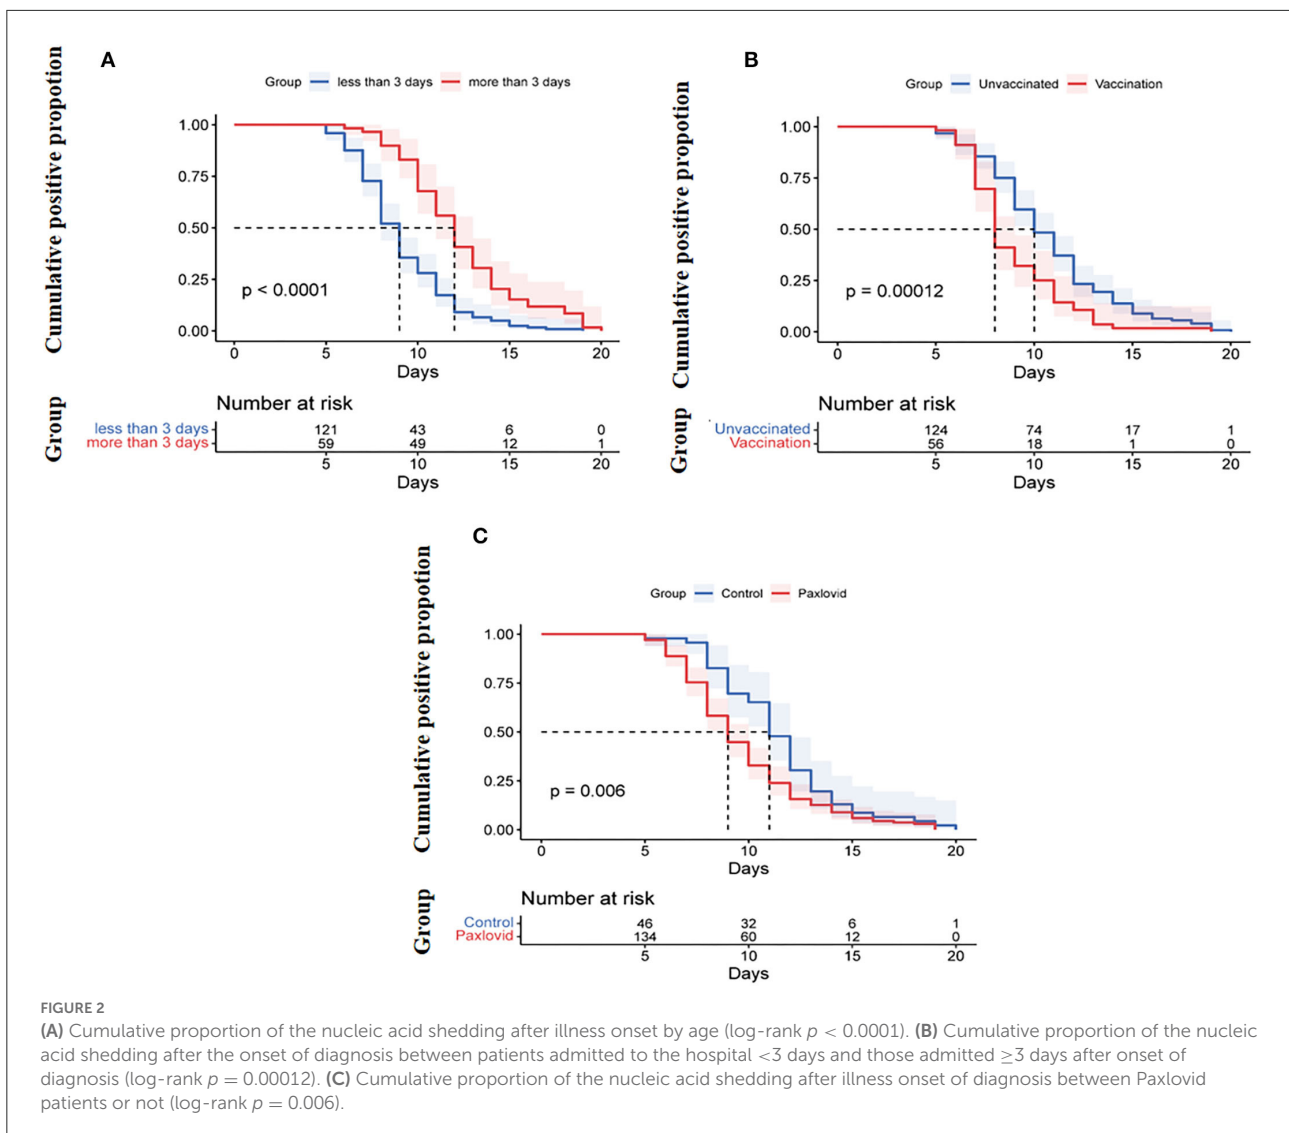 A
Group less than 3 days more than 3 days
Cumulative positive propotion
1.00
0.75
0.50
0.25
0.00
p < 0.0001
0 5 10 15 20
Days
Number at risk
Group
less than 3 days 121 43 6 0
more than 3 days 59 49 12 1
5 10 15 20
Days
B
Group Unvaccinated Vaccination
Cumulative positive propotion
1.00
0.75
0.50
0.25
0.00
p = 0.00012
0 5 10 15 20
Days
Number at risk
Group
Unvaccinated 124 74 17 1
Vaccination 56 18 1 0
5 10 15 20
Days
C
Group Control Paxlovid
Cumulative positive propotion
1.00
0.75
0.50
0.25
0.00
p = 0.006
0 5 10 15 20
Days
Number at risk
Group
Control 46 32 6 1
Paxlovid 134 60 12 0
5 10 15 20
Days
FIGURE 2
(A) Cumulative proportion of the nucleic acid shedding after illness onset by age (log-rank p < 0.0001). (B) Cumulative proportion of the nucleic
acid shedding after the onset of diagnosis between patients admitted to the hospital <3 days and those admitted ≥3 days after onset of
diagnosis (log-rank p = 0.00012). (C) Cumulative proportion of the nucleic acid shedding after illness onset of diagnosis between Paxlovid
patients or not (log-rank p = 0.006).